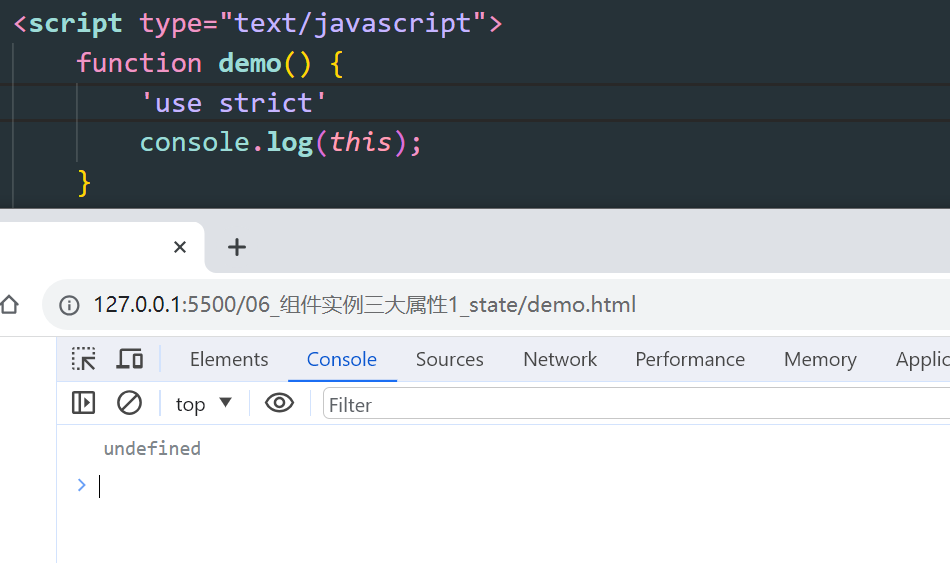 <script type="text/javascript">
function demo() {
'use strict'
console.log(this);
}
127.0.0.1:5500/06_组件实例三大属性1_state/demo.html
Elements Console Sources Network Performance Memory Applic
top Filter
undefined